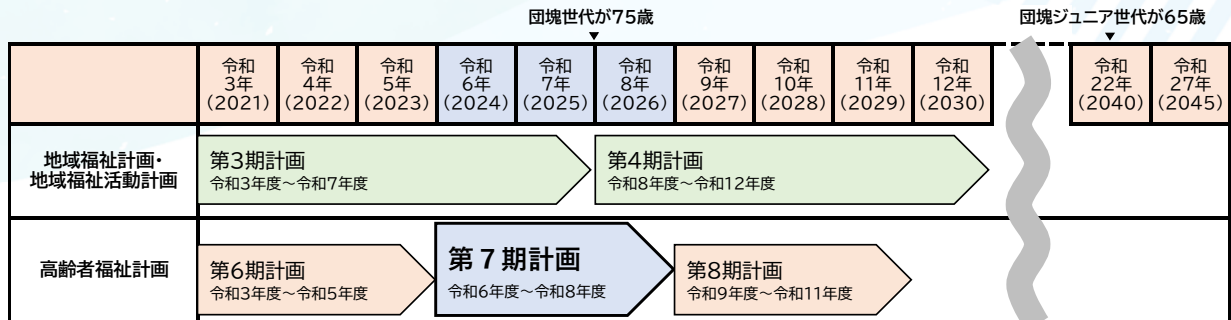 団塊世代が75歳
団塊ジュニア世代が65歳
令和
3年
(2021)
令和
4年
(2022)
令和
5年
(2023)
令和
6年
(2024)
令和
7年
(2025)
令和
8年
(2026)
令和
9年
(2027)
令和
10年
(2028)
令和
11年
(2029)
令和
12年
(2030)
令和
22年
(2040)
令和
27年
(2045)
地域福祉計画・
地域福祉活動計画
第3期計画
令和3年度～令和7年度
第4期計画
令和8年度～令和12年度
高齢者福祉計画
第6期計画
令和3年度～令和5年度
第７期計画
令和6年度～令和8年度
第8期計画
令和9年度～令和11年度